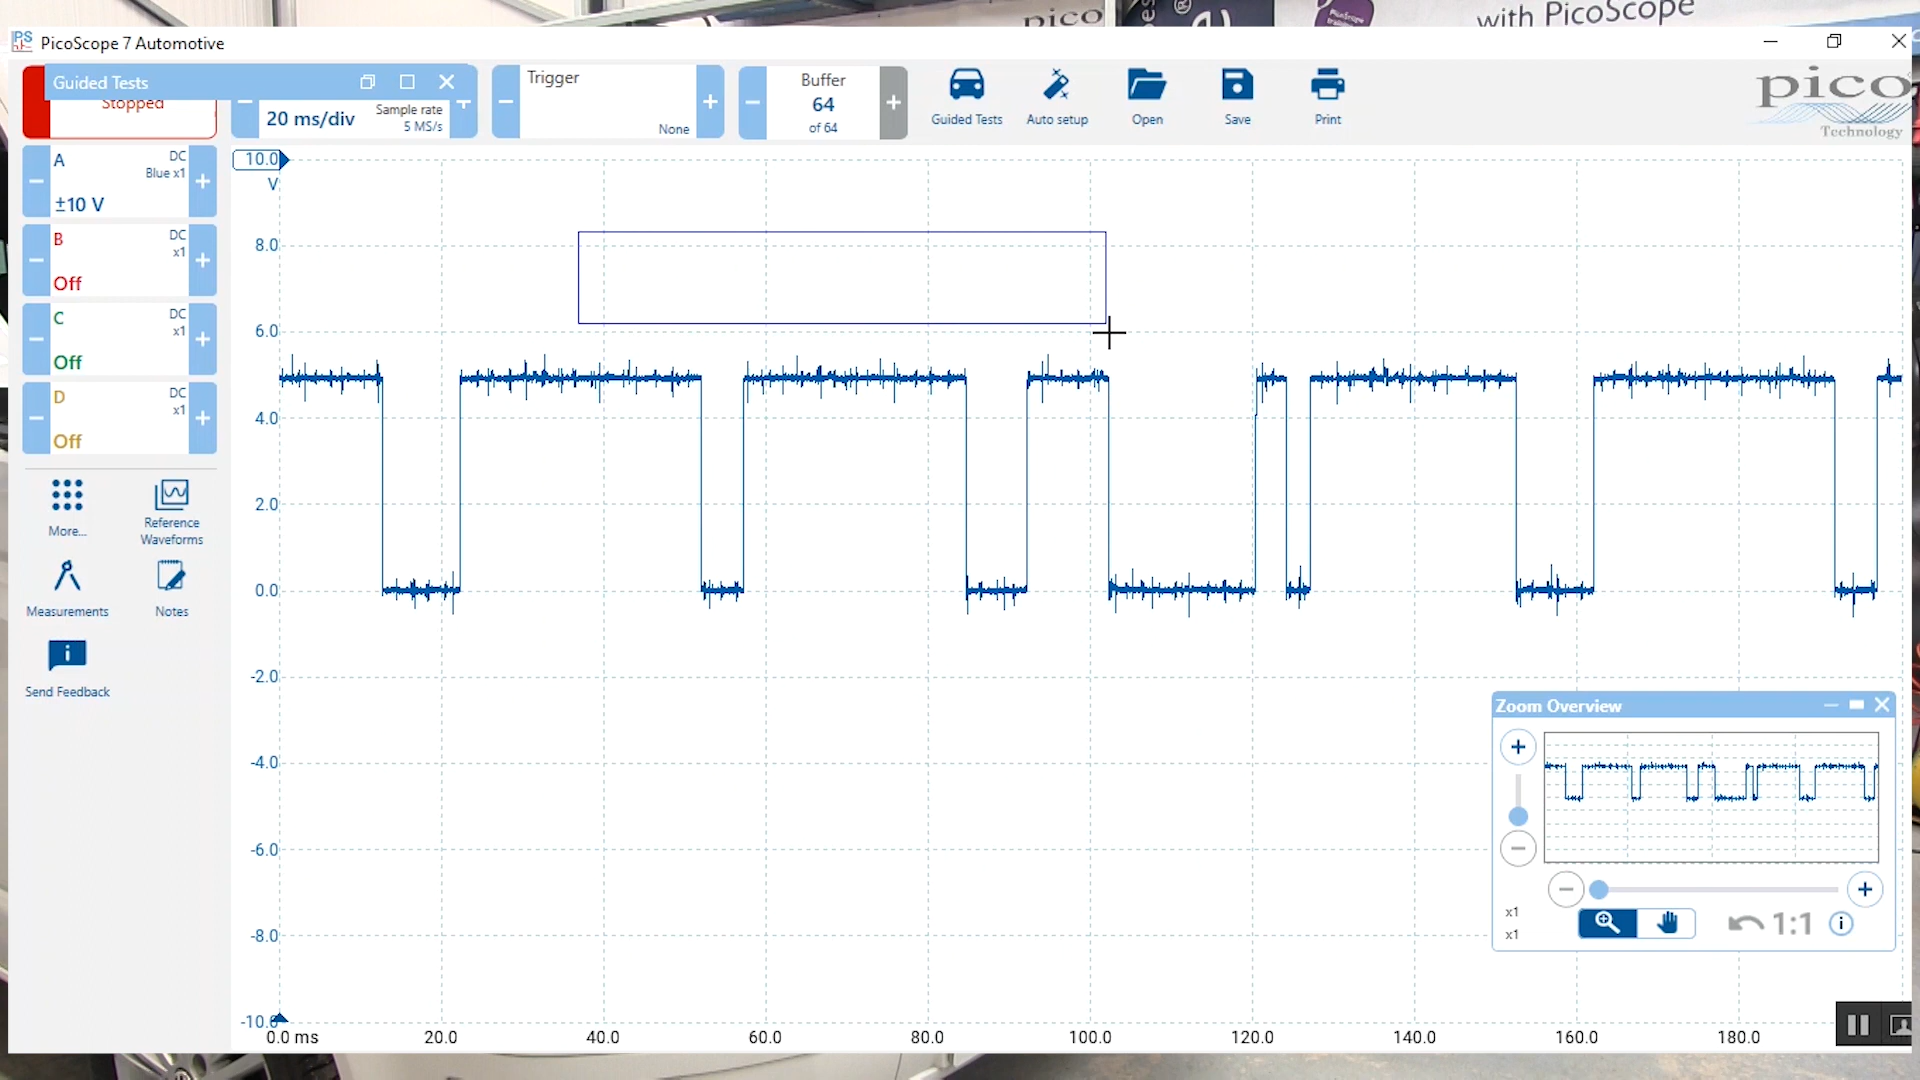 pico
with PicoScope
PicoScope 7 Automotive
Guided Tests
Stopped
20 ms/div
Sample rate
5 MS/s
Trigger
None
Buffer
64
of 64
Guided Tests
Auto setup
Open
Save
Print
pico
Technology
A
DC
Blue x1
±10 V
B
DC
x1
Off
C
DC
x1
Off
D
DC
x1
Off
More...
Reference
Waveforms
Measurements
Notes
Send Feedback
10.0
V
8.0
6.0
4.0
2.0
0.0
-2.0
-4.0
-6.0
-8.0
-10.0
0.0 ms
20.0
40.0
60.0
80.0
100.0
120.0
140.0
160.0
180.0
Zoom Overview
x1
x1
1:1